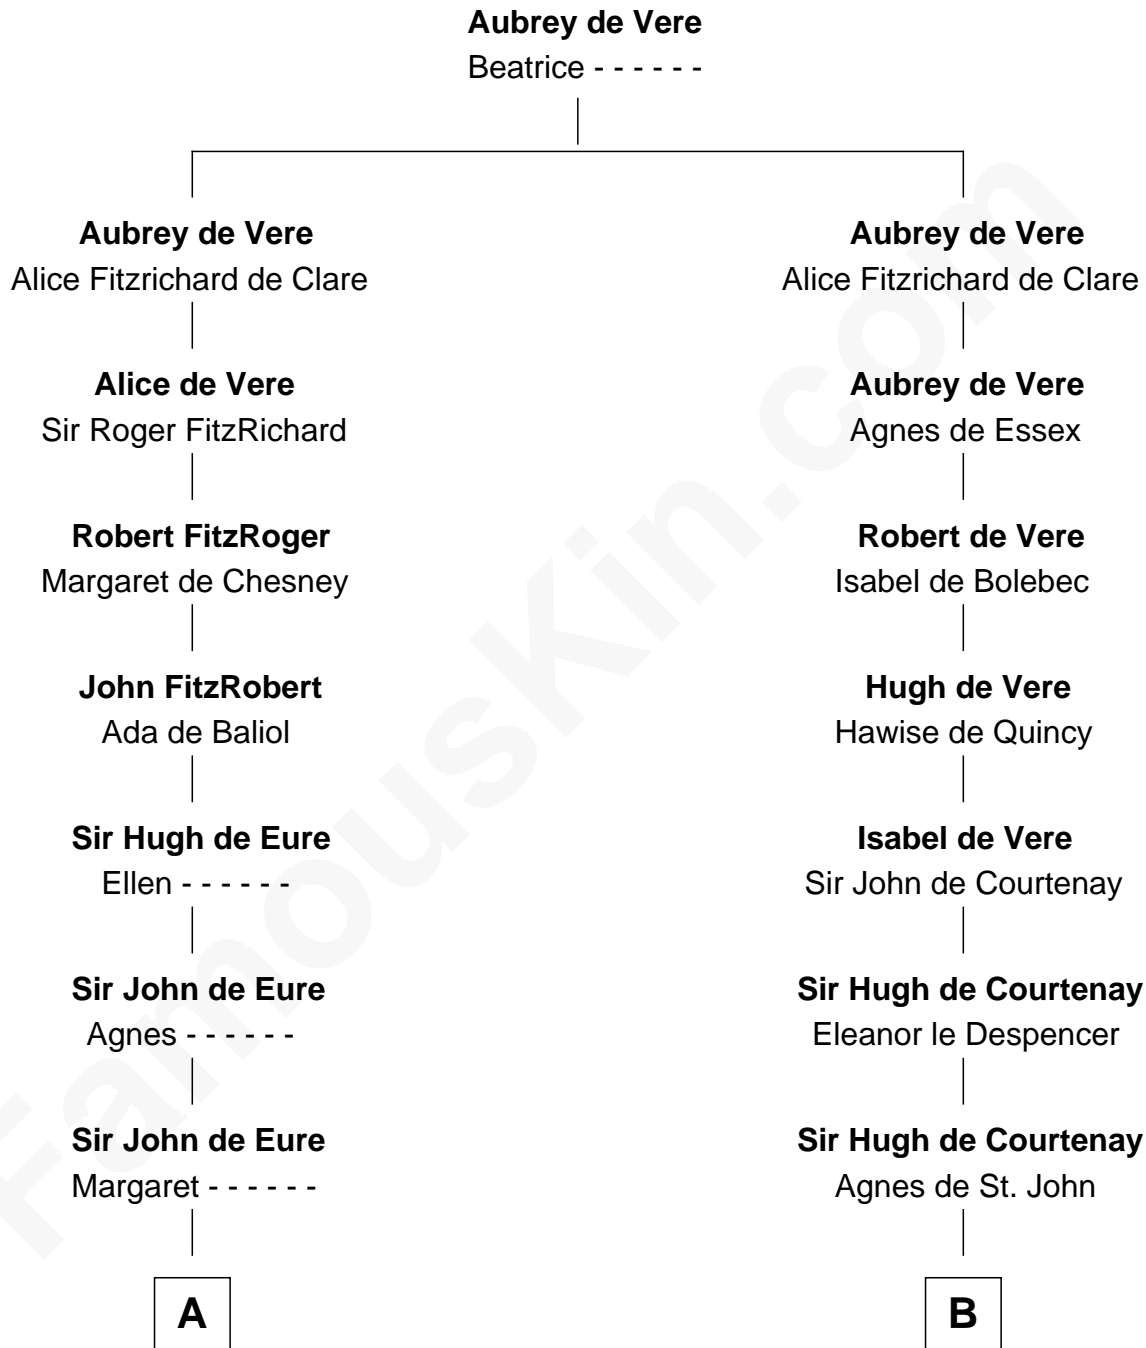 Aubrey de Vere
Beatrice - - - - - -
Aubrey de Vere
Alice Fitzrichard de Clare
Alice de Vere
Sir Roger FitzRichard
Robert FitzRoger
Margaret de Chesney
John FitzRobert
Ada de Baliol
Sir Hugh de Eure
Ellen - - - - - -
Sir John de Eure
Agnes - - - - - -
Sir John de Eure
Margaret - - - - - -
A
Aubrey de Vere
Alice Fitzrichard de Clare
Aubrey de Vere
Agnes de Essex
Robert de Vere
Isabel de Bolebec
Hugh de Vere
Hawise de Quincy
Isabel de Vere
Sir John de Courtenay
Sir Hugh de Courtenay
Eleanor le Despencer
Sir Hugh de Courtenay
Agnes de St. John
B
FamousKin.com